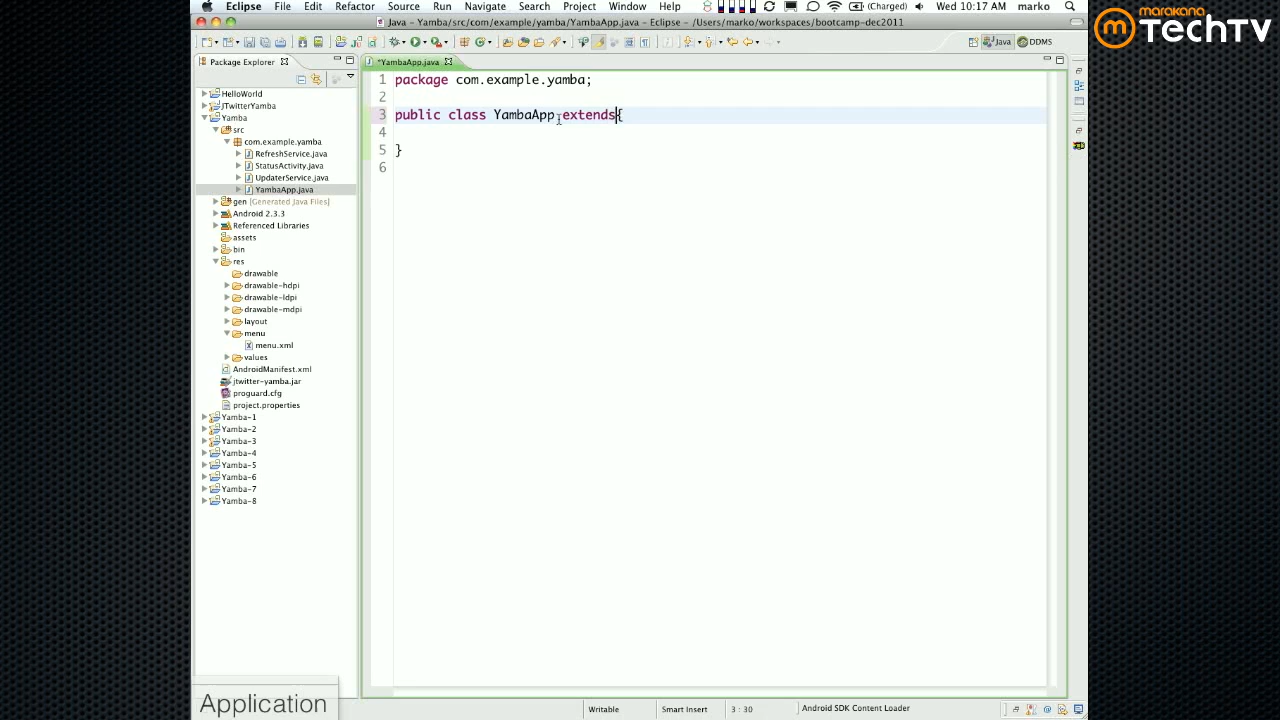 Eclipse File Edit Refactor Source Navigate Search Project Run Window Help (Charged) Wed 10:17 AM marko
Java - Yamba/src/com/example/yamba/YambaApp.java - Eclipse - /Users/marko/workspaces/bootcamp-dec2011
marakana
TechTV
Java DDMS
Package Explorer
*YambaApp.java
HelloWorld
JTwitterYamba
Yamba
src
com.example.yamba
RefreshService.java
StatusActivity.java
UpdaterService.java
YambaApp.java
gen [Generated Java Files]
Android 2.3.3
Referenced Libraries
assets
bin
res
drawable
drawable-hdpi
drawable-ldpi
drawable-mdpi
layout
menu
menu.xml
values
AndroidManifest.xml
jtwitter-yamba.jar
proguard.cfg
project.properties
Yamba-1
Yamba-2
Yamba-3
Yamba-4
Yamba-5
Yamba-6
Yamba-7
Yamba-8
1 package com.example.yamba;
2
3 public class YambaApp extends{
4
5 }
6
Application
Writable Smart Insert 3 : 30 Android SDK Content Loader